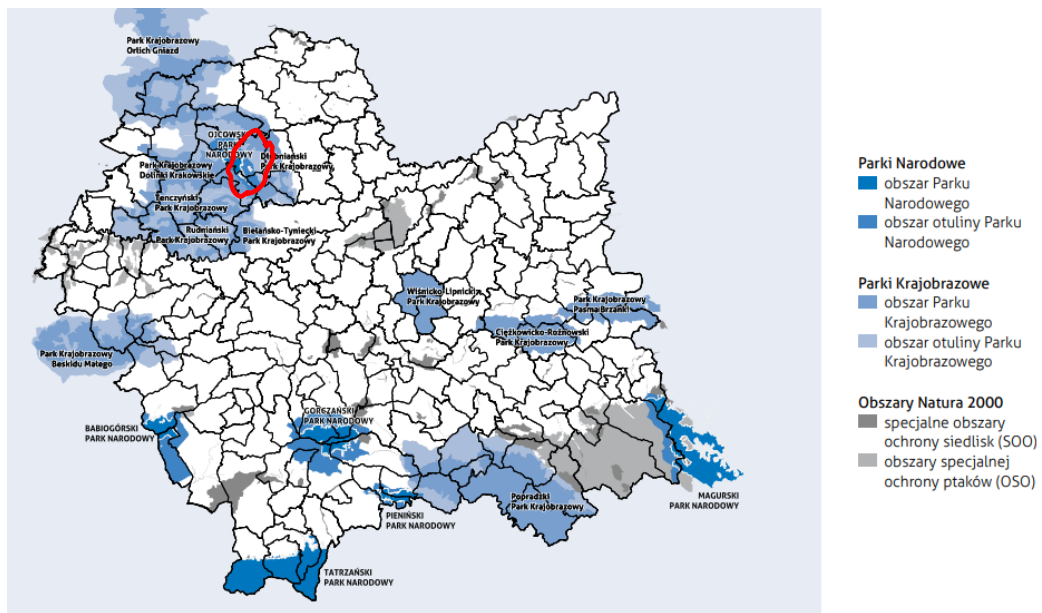 Park Krajobrazowy
Orlich Gniazd
OJCOWSKI
PARK
NARODOWY
Dłubniański
Park Krajobrazowy
Park Krajobrazowy
Dolinki Krakowskie
Tenczyński
Park Krajobrazowy
Rudniański
Park Krajobrazowy
Bielańsko-Tyniecki
Park Krajobrazowy
Wiśnicko-Lipnicki
Park Krajobrazowy
Park Krajobrazowy
Pasma Brzanki
Ciężkowicko-Rożnowski
Park Krajobrazowy
Park Krajobrazowy
Beskidu Małego
GORCZAŃSKI
PARK NARODOWY
BABIOGÓRSKI
PARK NARODOWY
Popradzki
Park Krajobrazowy
MAGURSKI
PARK NARODOWY
PIENIŃSKI
PARK NARODOWY
TATRZAŃSKI
PARK NARODOWY
Parki Narodowe
obszar Parku
Narodowego
obszar otuliny Parku
Narodowego
Parki Krajobrazowe
obszar Parku
Krajobrazowego
obszar otuliny Parku
Krajobrazowego
Obszary Natura 2000
specjalne obszary
ochrony siedlisk (SOO)
obszary specjalnej
ochrony ptaków (OSO)